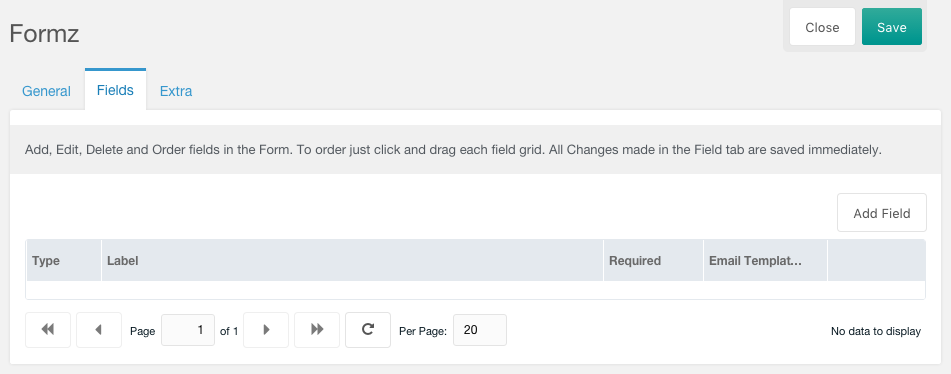 Formz
Close Save
General Fields Extra
Add, Edit, Delete and Order fields in the Form. To order just click and drag each field grid. All Changes made in the Field tab are saved immediately.
Add Field
Type Label Required Email Templat...
Page 1 of 1 Per Page: 20 No data to display